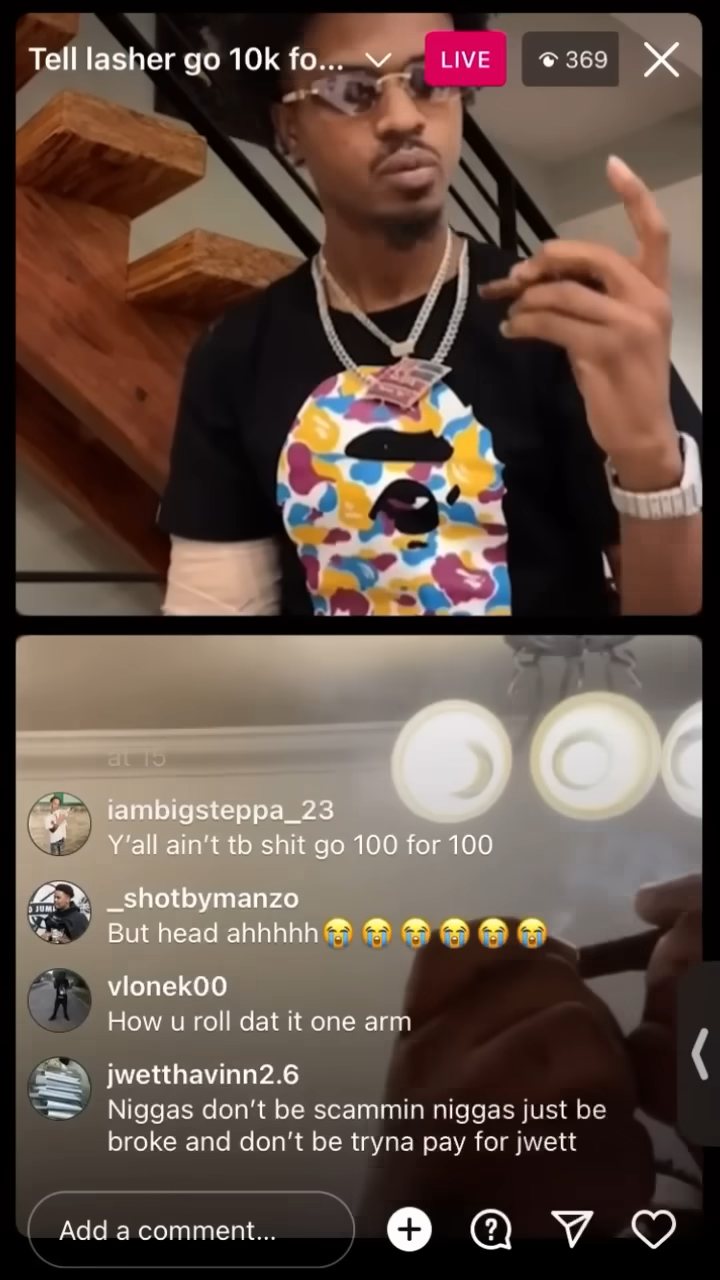 Tell lasher go 10k fo...
LIVE
369
at 15
iambigsteppa_23
Y’all ain’t tb shit go 100 for 100
_shotbymanzo
But head ahhhhh😭😭😭😭😭😭
vlonek00
How u roll dat it one arm
jwetthavinn2.6
Niggas don’t be scammin niggas just be
broke and don’t be tryna pay for jwett
Add a comment...